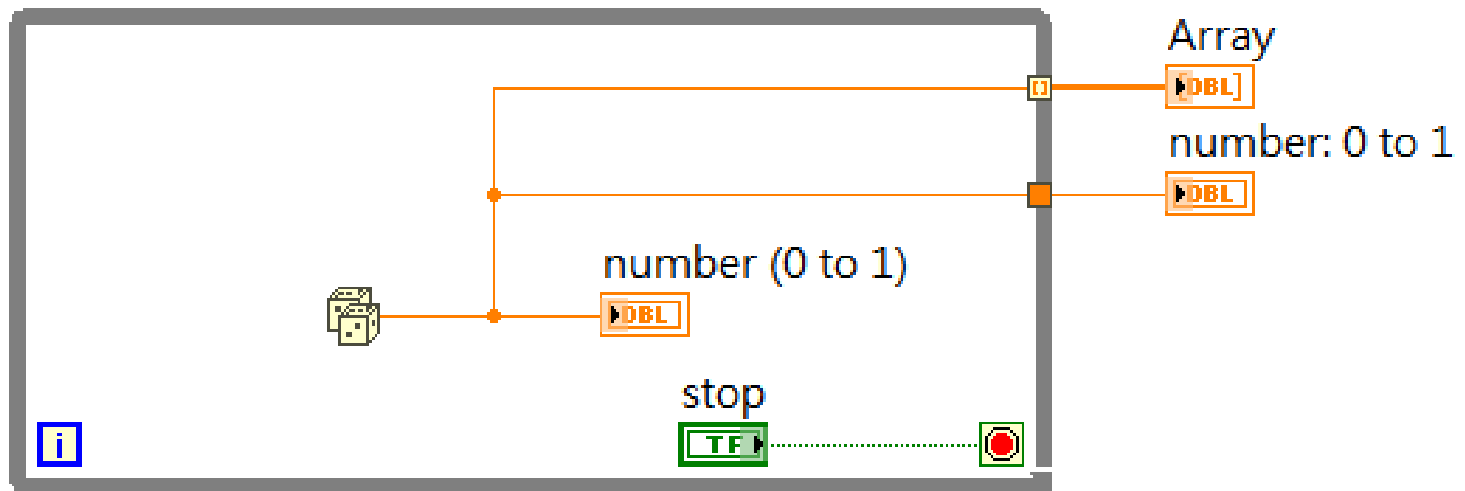 Array
[DBL]
number: 0 to 1
DBL
number (0 to 1)
DBL
stop
TF
i